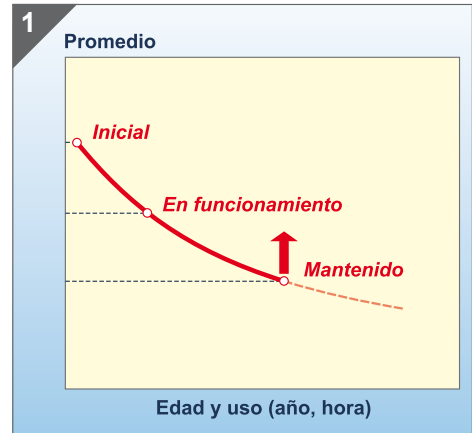 1
Promedio
Inicial
En funcionamiento
Mantenido
Edad y uso (año, hora)